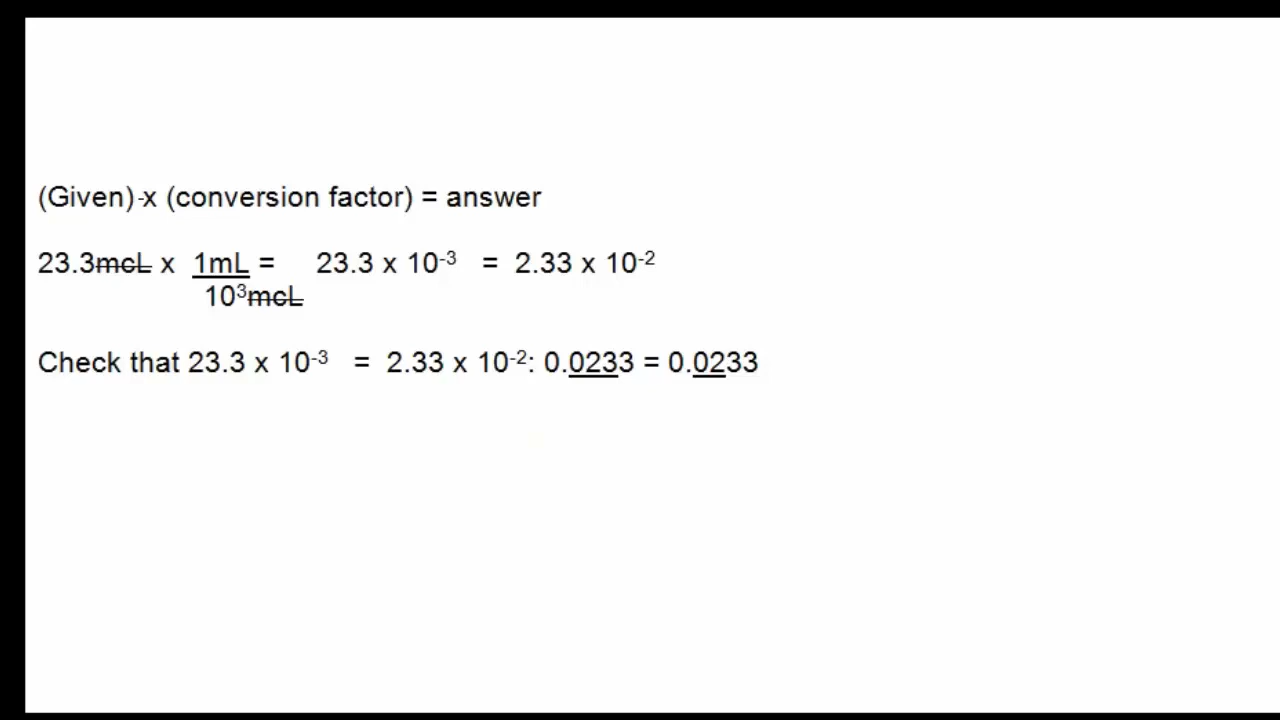 (Given) x (conversion factor) = answer
23.3mcL x 1mL = 23.3 x 10⁻³ = 2.33 x 10⁻²
10³mcL
Check that 23.3 x 10⁻³ = 2.33 x 10⁻²: 0.0233 = 0.0233